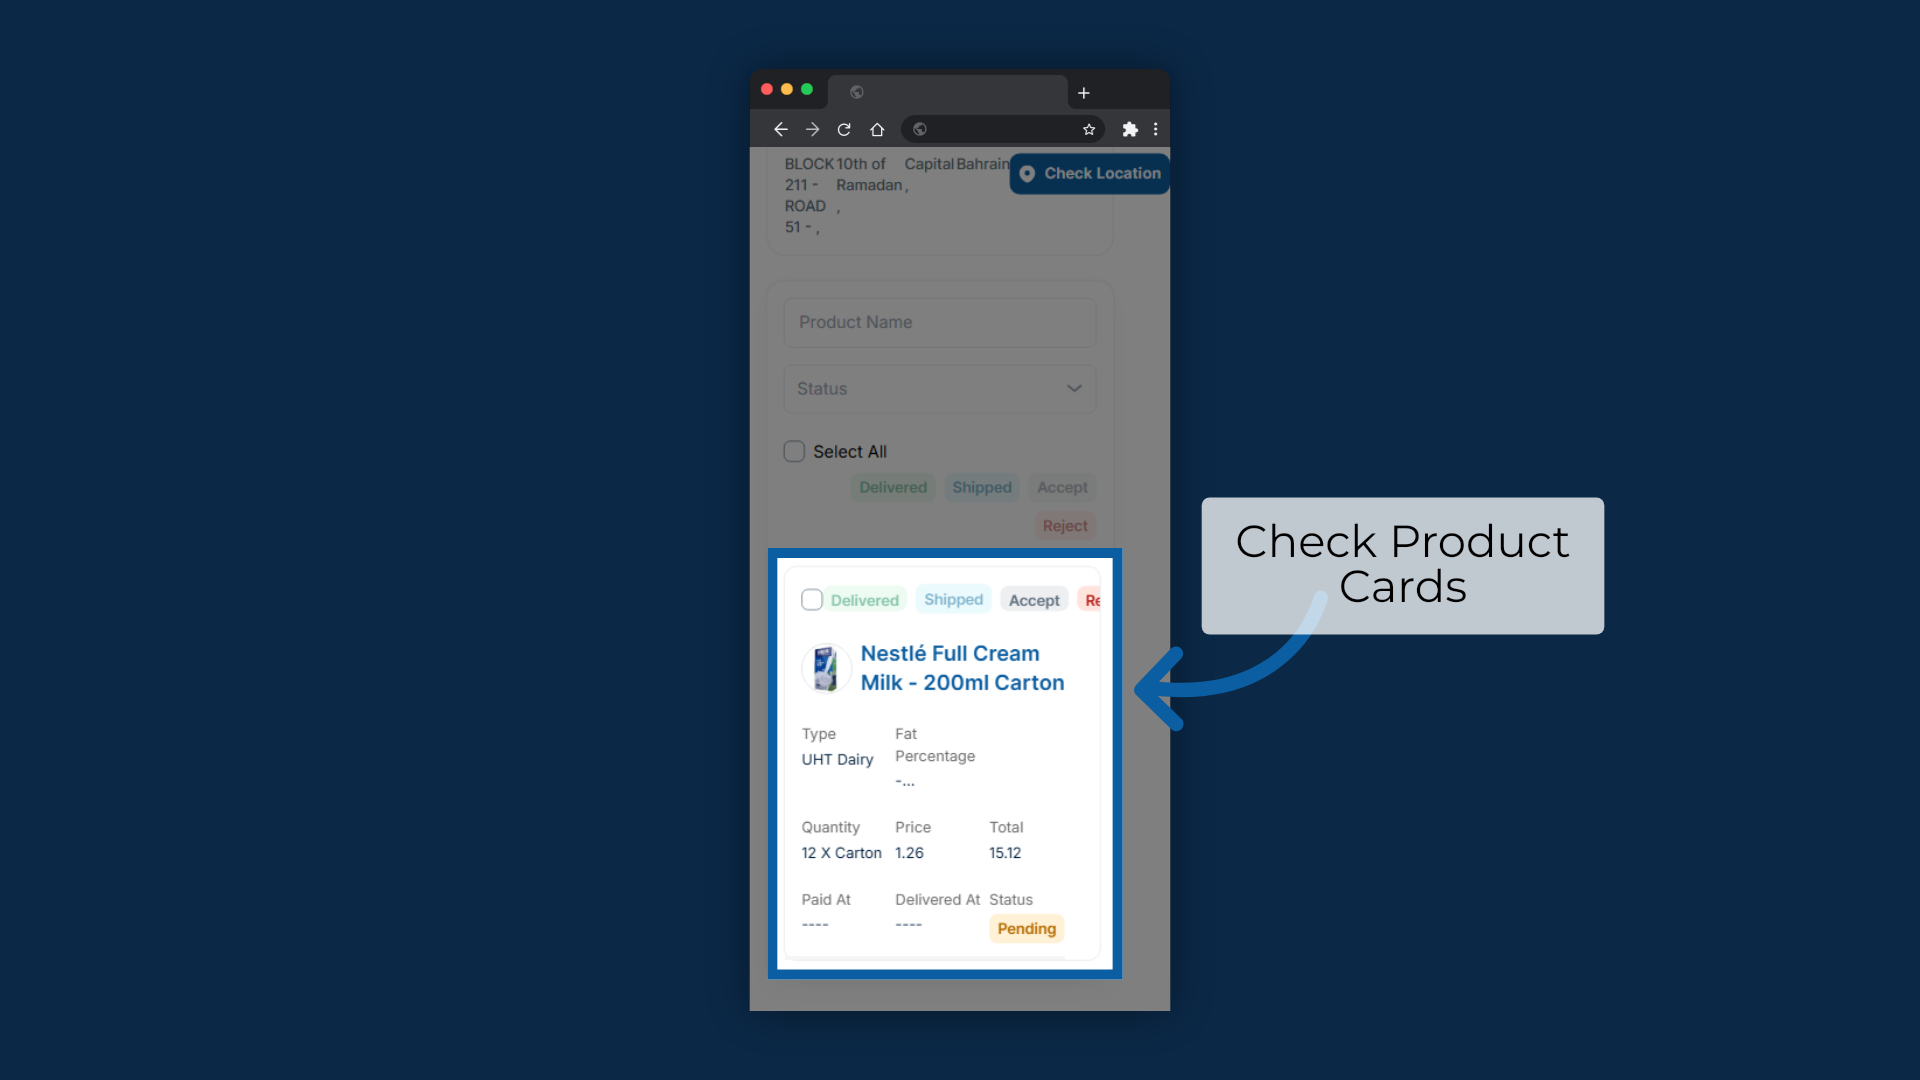 BLOCK 10th of Capital Bahrain
211 - Ramadan ,
ROAD ,
51 - ,
Check Location
Product Name
Status
Select All
Delivered Shipped Accept
Reject
Delivered Shipped Accept Re
Nestlé Full Cream
Milk - 200ml Carton
Type Fat
Percentage
UHT Dairy
-...
Quantity Price Total
12 X Carton 1.26 15.12
Paid At Delivered At Status
---- ---- Pending
Check Product
Cards